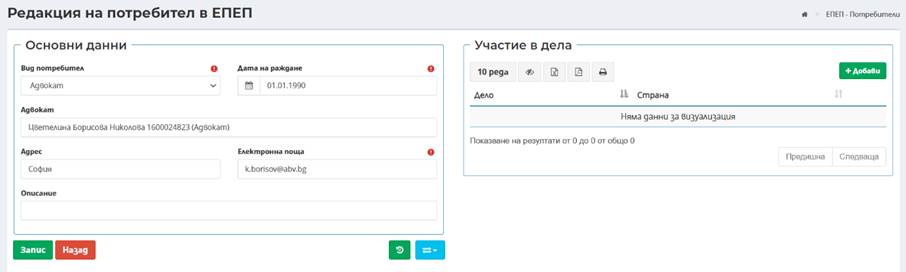 Редакция на потребител в ЕПЕП
ЕПЕП - Потребители
Основни данни
Вид потребител
Дата на раждане
Адвокат
01.01.1990
Адвокат
Цветелина Борисова Николова 1600024823 (Адвокат)
Адрес
Електронна поща
София
k.borisov@abv.bg
Описание
Запис
Назад
Участие в дела
10 реда
+ Добави
Дело
Страна
Няма данни за визуализация
Показване на резултати от 0 до 0 от общо 0
Предишна
Следваща